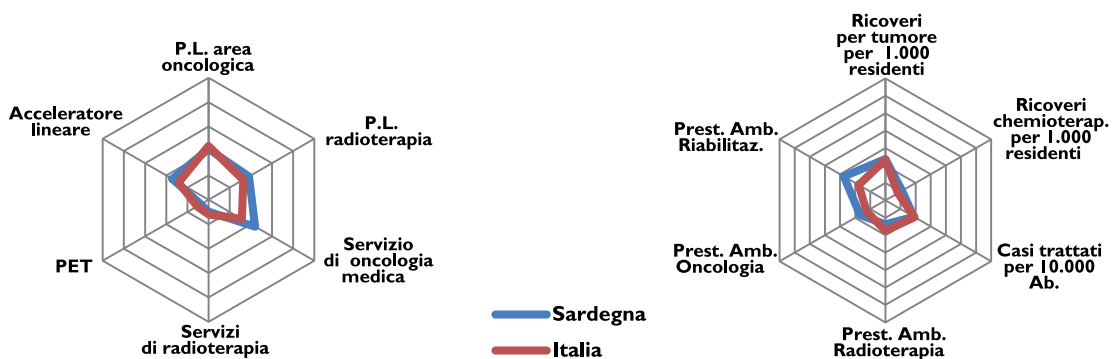 P.L. area
oncologica
P.L.
radioterapia
Servizio
di oncologia
medica
Servizi
di radioterapia
PET
Acceleratore
lineare
Sardegna
Italia
Ricoveri
per tumore
per 1.000
residenti
Ricoveri
chemioterap.
per 1.000
residenti
Casi trattati
per 10.000
Ab.
Prest. Amb.
Radioterapia
Prest. Amb.
Oncologia
Prest. Amb.
Riabilitaz.